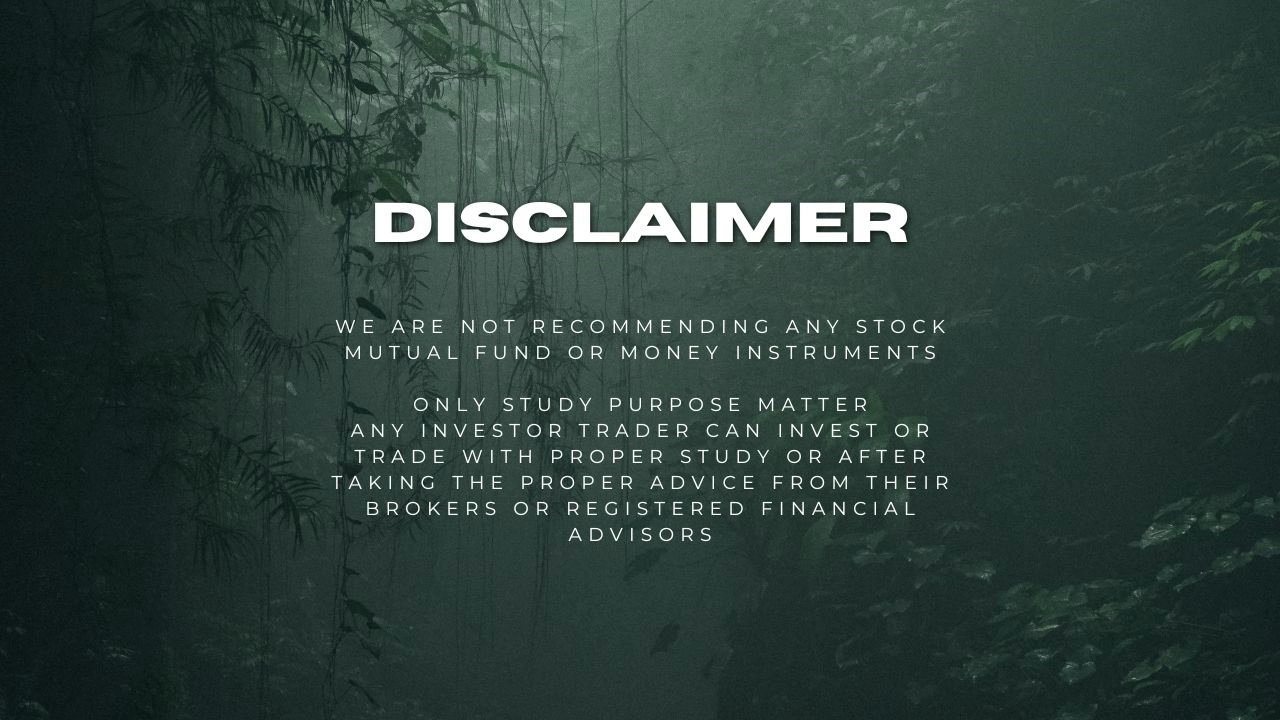 DISCLAIMER
WE ARE NOT RECOMMENDING ANY STOCK
MUTUAL FUND OR MONEY INSTRUMENTS
ONLY STUDY PURPOSE MATTER
ANY INVESTOR TRADER CAN INVEST OR
TRADE WITH PROPER STUDY OR AFTER
TAKING THE PROPER ADVICE FROM THEIR
BROKERS OR REGISTERED FINANCIAL
ADVISORS